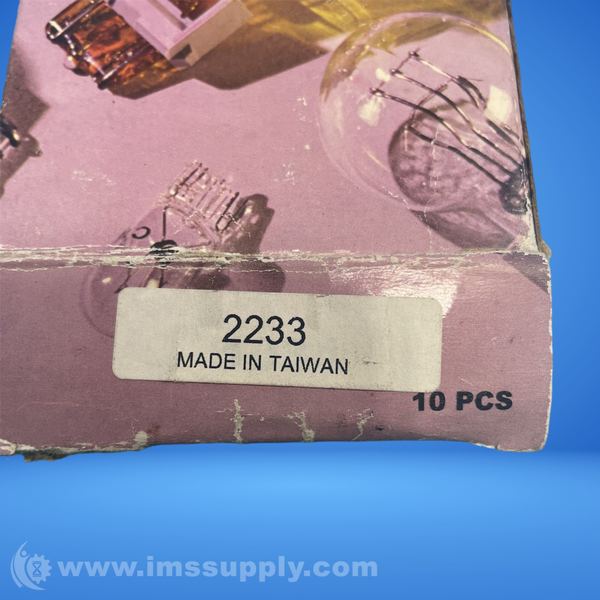 2233
MADE IN TAIWAN
10 PCS
www.imssupply.com